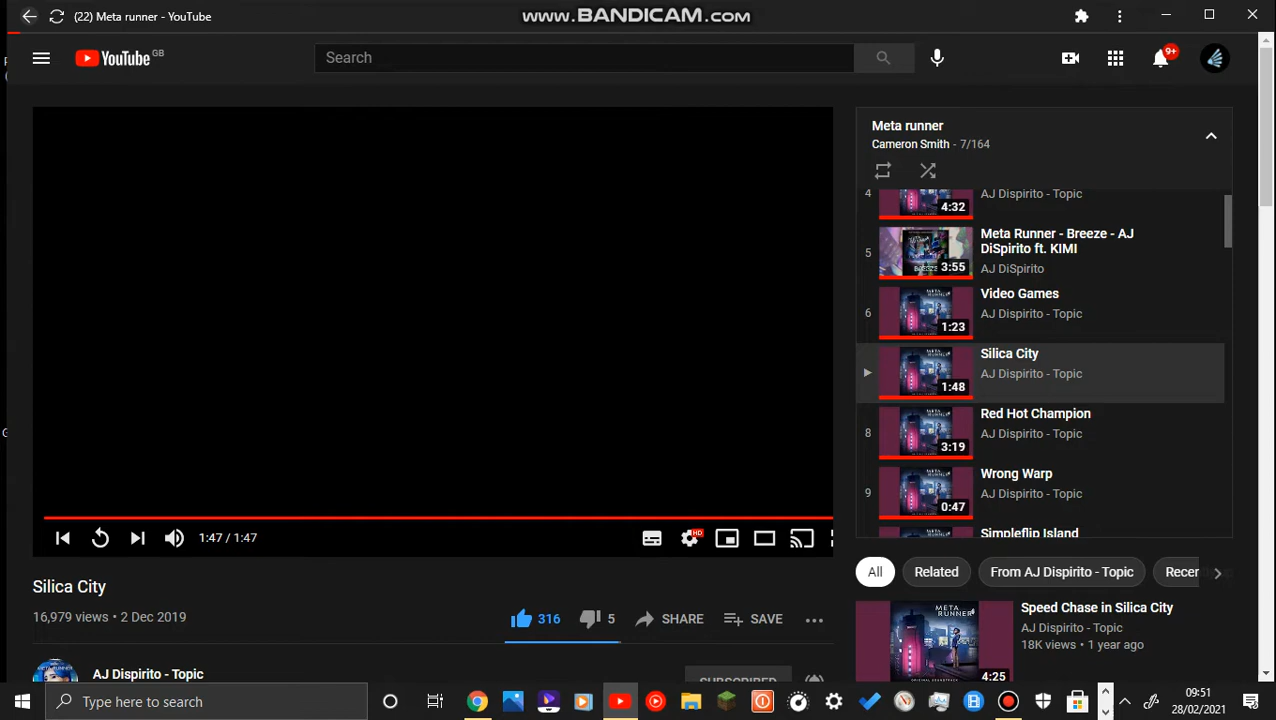 (22) Meta runner - YouTube
www.BANDICAM.com
YouTube GB
Search
9+
Meta runner
Cameron Smith - 7/164
4
4:32
AJ Dispirito - Topic
5
3:55
Meta Runner - Breeze - AJ
DiSpirito ft. KIMI
AJ DiSpirito
6
1:23
Video Games
AJ Dispirito - Topic
1:48
Silica City
AJ Dispirito - Topic
8
3:19
Red Hot Champion
AJ Dispirito - Topic
9
0:47
Wrong Warp
AJ Dispirito - Topic
Simpleflip Island
1:47 / 1:47
HD
Silica City
16,979 views • 2 Dec 2019
316
5
SHARE
SAVE
AJ Dispirito - Topic
SUBSCRIBED
All
Related
From AJ Dispirito - Topic
Recen
META
RUNNER
4:25
Speed Chase in Silica City
AJ Dispirito - Topic
18K views • 1 year ago
Type here to search
09:51
28/02/2021